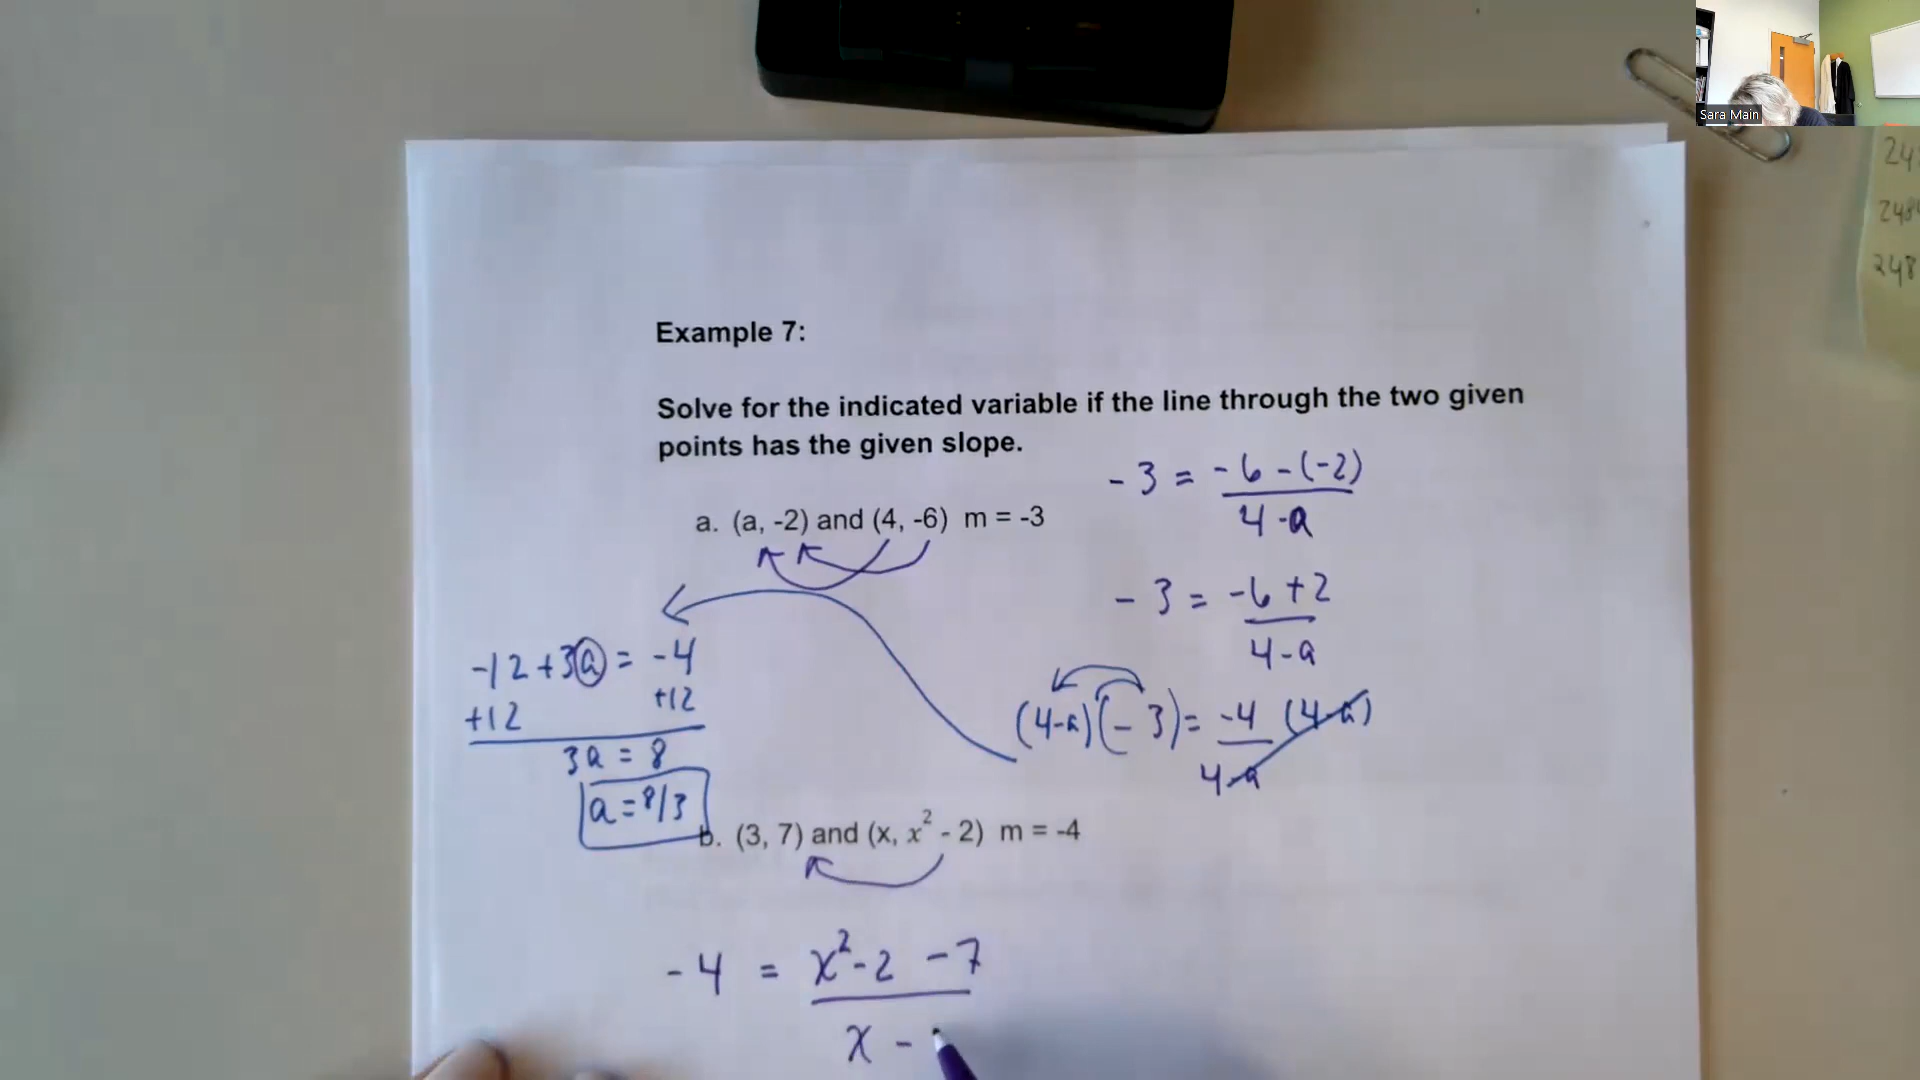 Sara Main
24
248
248
Example 7:
Solve for the indicated variable if the line through the two given
points has the given slope.
-3 = -6-(-2)
4-a
a. (a, -2) and (4, -6) m = -3
-3 = -6+2
4-a
-12+3a = -4
+12 +12
3a = 8
a = 8/3
(4-a)(-3) = -4 (4-a)
4-a
b. (3, 7) and (x, x² - 2) m = -4
-4 = x²-2 -7
x -